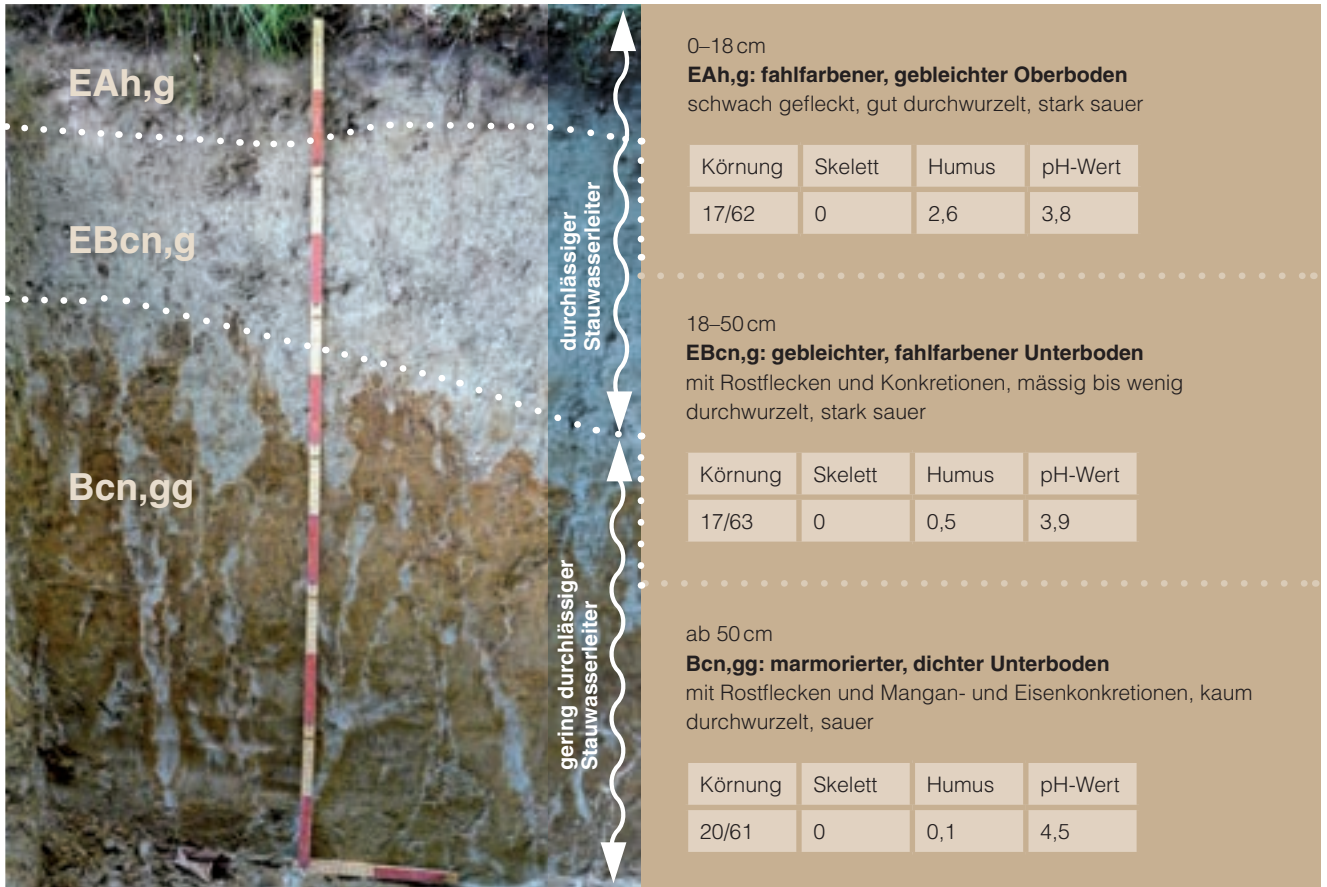 EAh,g
EBcn,g
Bcn,gg
durchlässiger
Stauwasserleiter
gering durchlässiger
Stauwasserleiter
0–18 cm
EAh,g: fahlfarbener, gebleichter Oberboden
schwach gefleckt, gut durchwurzelt, stark sauer
Körnung Skelett Humus pH-Wert
17/62 0 2,6 3,8
18–50 cm
EBcn,g: gebleichter, fahlfarbener Unterboden
mit Rostflecken und Konkretionen, mässig bis wenig
durchwurzelt, stark sauer
Körnung Skelett Humus pH-Wert
17/63 0 0,5 3,9
ab 50 cm
Bcn,gg: marmorierter, dichter Unterboden
mit Rostflecken und Mangan- und Eisenkonkretionen, kaum
durchwurzelt, sauer
Körnung Skelett Humus pH-Wert
20/61 0 0,1 4,5